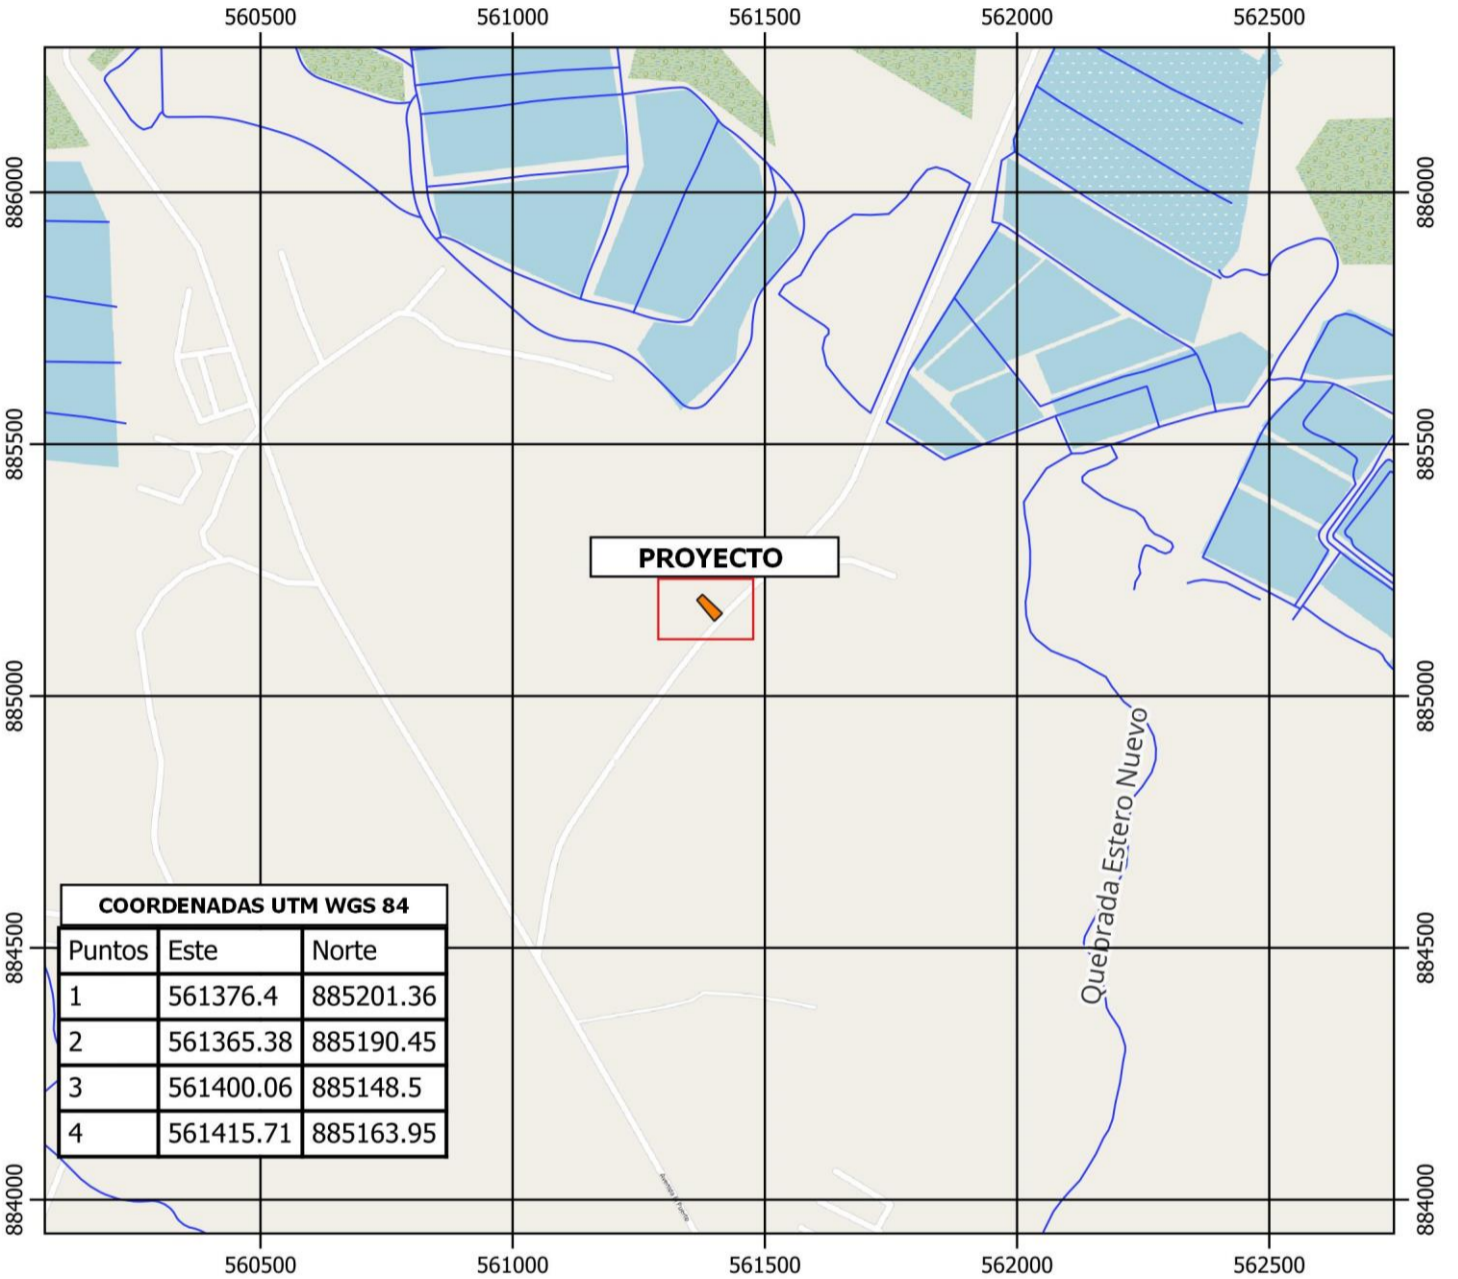 560500 561000 561500 562000 562500
886000 886000
885500 885500
PROYECTO
885000 885000
Quebrada Estero Nuevo
COORDENADAS UTM WGS 84
Puntos Este Norte
884500 884500
1 561376.4 885201.36
2 561365.38 885190.45
3 561400.06 885148.5
4 561415.71 885163.95
884000 884000
560500 561000 561500 562000 562500